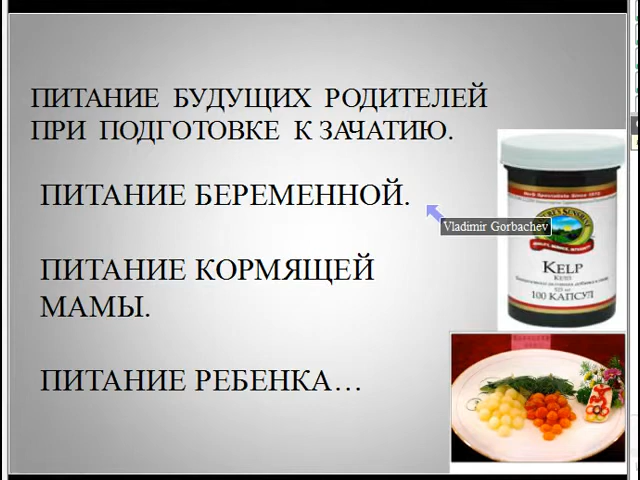 ПИТАНИЕ БУДУЩИХ РОДИТЕЛЕЙ
ПРИ ПОДГОТОВКЕ К ЗАЧАТИЮ.
ПИТАНИЕ БЕРЕМЕННОЙ.
Vladimir Gorbachev
ПИТАНИЕ КОРМЯЩЕЙ
МАМЫ.
KELP
100 КАПСУЛ
ПИТАНИЕ РЕБЕНКА…